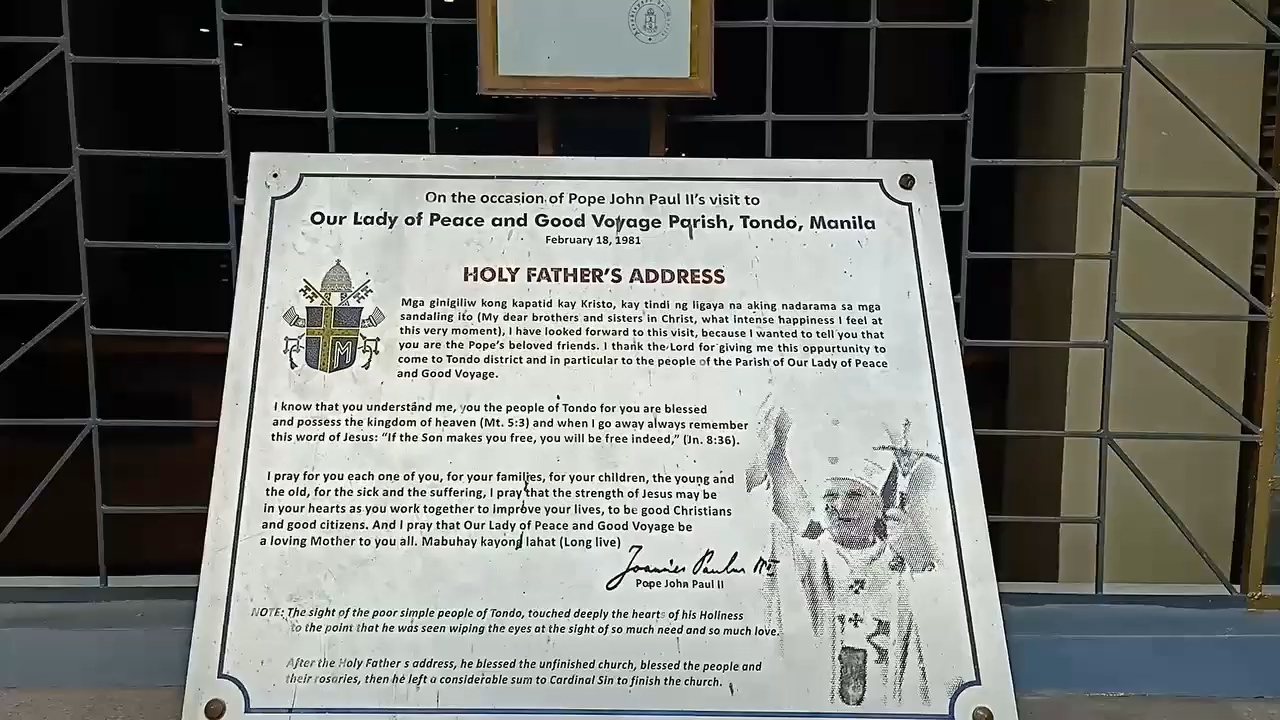 On the occasion of Pope John Paul II's visit to
Our Lady of Peace and Good Voyage Parish, Tondo, Manila
February 18, 1981
HOLY FATHER'S ADDRESS
Mga ginigiliw kong kapatid kay Kristo, kay tindi ng ligaya na aking nadarama sa mga
sandaling ito (My dear brothers and sisters in Christ, what intense happiness I feel at
this very moment), I have looked forward to this visit, because I wanted to tell you that
you are the Pope's beloved friends. I thank the Lord for giving me this oppurtunity to
come to Tondo district and in particular to the people of the Parish of Our Lady of Peace
and Good Voyage.
M
I know that you understand me, you the people of Tondo for you are blessed
and possess the kingdom of heaven (Mt. 5:3) and when I go away always remember
this word of Jesus: “If the Son makes you free, you will be free indeed,” (Jn. 8:36).
I pray for you each one of you, for your families, for your children, the young and
the old, for the sick and the suffering, I pray that the strength of Jesus may be
in your hearts as you work together to improve your lives, to be good Christians
and good citizens. And I pray that Our Lady of Peace and Good Voyage be
a loving Mother to you all. Mabuhay kayong lahat (Long live)
Joannes Paulus II
Pope John Paul II
NOTE: The sight of the poor simple people of Tondo, touched deeply the hearts of his Holiness
to the point that he was seen wiping the eyes at the sight of so much need and so much love.
After the Holy Father s address, he blessed the unfinished church, blessed the people and
their rosaries, then he left a considerable sum to Cardinal Sin to finish the church.